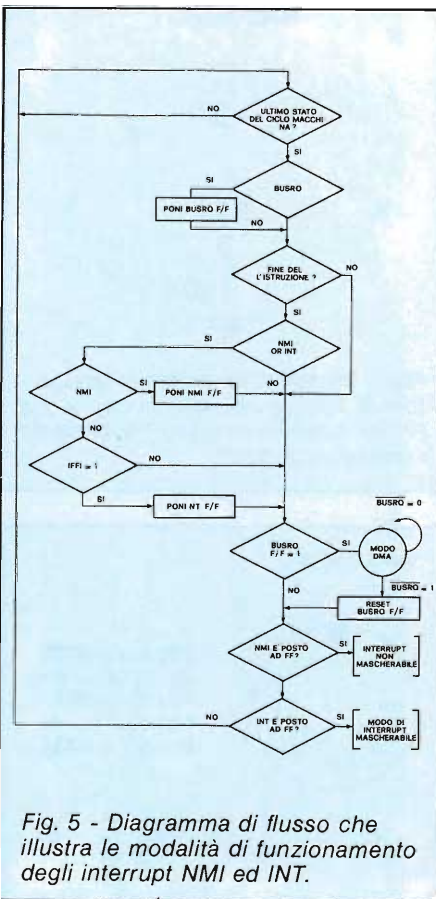 NO
ULTIMO STATO
DEL CICLO MACCHI
NA ?
SI
SI
BUSRQ
PONI BUSRQ F/F
NO
FINE DEL
L'ISTRUZIONE ?
NO
SI
SI
NMI
OR INT
NMI
SI
PONI NMI F/F
NO
NO
IFFI = 1
NO
SI
PONI NT F/F
BUSRQ = 0
BUSRQ
F/F = 1
SI
MODO
DMA
BUSRQ = 1
NO
RESET
BUSRQ F/F
NMI E POSTO
AD FF?
SI
INTERRUPT
NON
MASCHERABILE
NO
NO
INT E POSTO
AD FF?
SI
MODO DI
INTERRUPT
MASCHERABILE
Fig. 5 - Diagramma di flusso che
illustra le modalità di funzionamento
degli interrupt NMI ed INT.